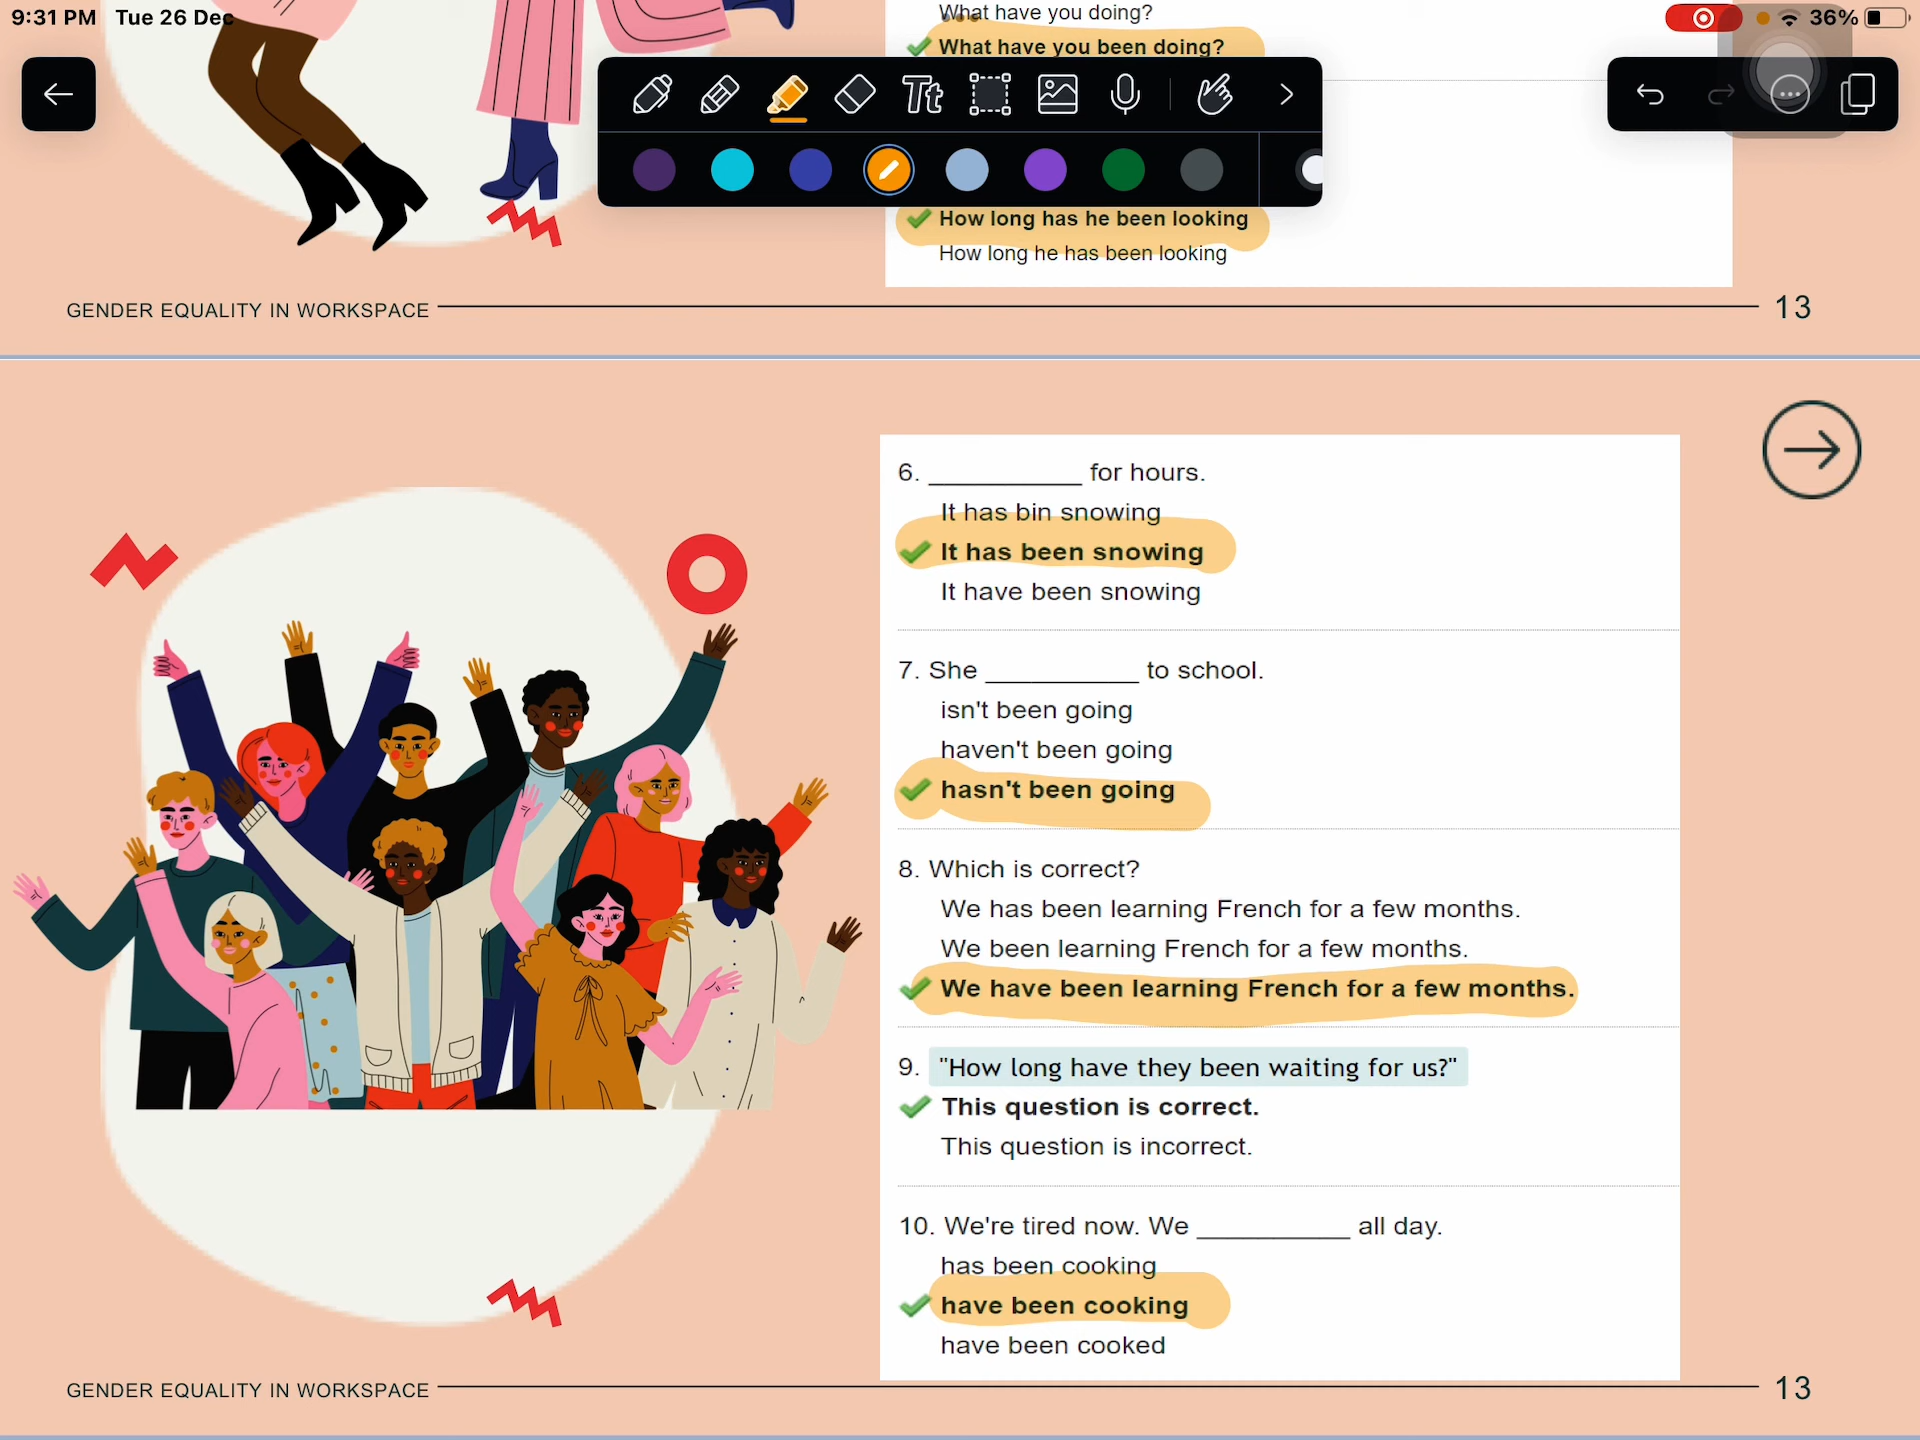 9:31 PM Tue 26 Dec
36%
What have you doing?
What have you been doing?
Tt
How long has he been looking
How long he has been looking
GENDER EQUALITY IN WORKSPACE
13
6. ___________ for hours.
It has bin snowing
It has been snowing
It have been snowing
7. She ___________ to school.
isn't been going
haven't been going
hasn't been going
8. Which is correct?
We has been learning French for a few months.
We been learning French for a few months.
We have been learning French for a few months.
9. "How long have they been waiting for us?"
This question is correct.
This question is incorrect.
10. We're tired now. We ___________ all day.
has been cooking
have been cooking
have been cooked
GENDER EQUALITY IN WORKSPACE
13